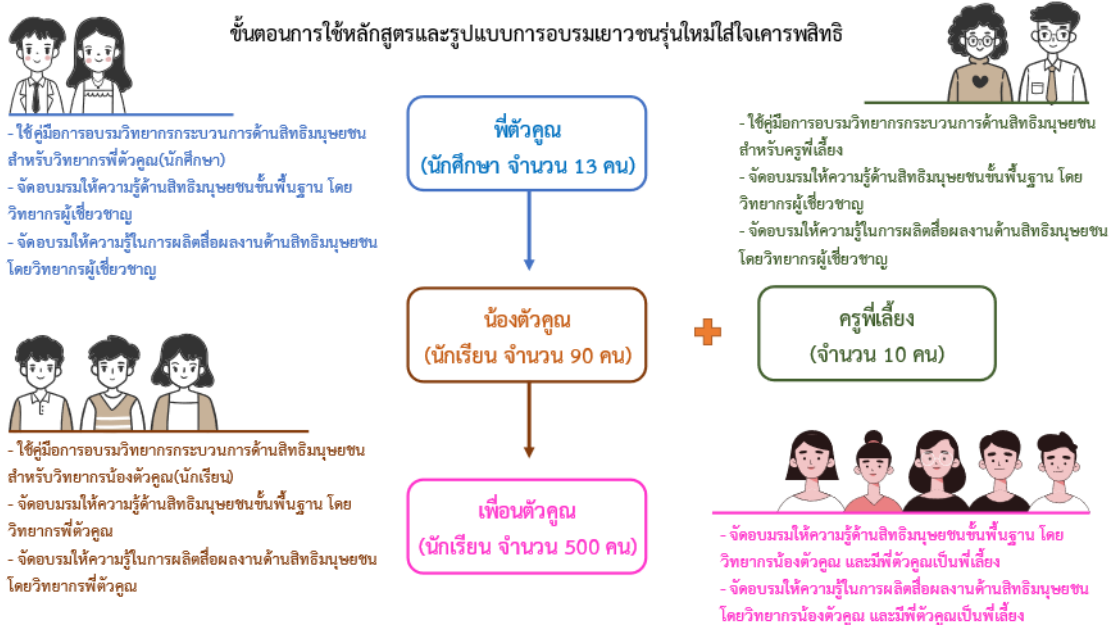 ขั้นตอนการใช้หลักสูตรและรูปแบบการอบรมเยาวชนรุ่นใหม่ใส่ใจเคารพสิทธิ
- ใช้คู่มือการอบรมวิทยากรกระบวนการด้านสิทธิมนุษยชน
สำหรับวิทยากรพี่ตัวคูณ(นักศึกษา)
- จัดอบมรมให้ความรู้ด้านสิทธิมนุษยชนขั้นพื้นฐาน โดย
วิทยากรผู้เชี่ยวชาญ
- จัดอบรมให้ความรู้ในการผลิตสื่อผลงานด้านสิทธิมนุษยชน
โดยวิทยากรผู้เชี่ยวชาญ
พี่ตัวคูณ
(นักศึกษา จำนวน 13 คน)
- ใช้คู่มือการอบรมวิทยากรกระบวนการด้านสิทธิมนุษยชน
สำหรับครูพี่เลี้ยง
- จัดอบมรมให้ความรู้ด้านสิทธิมนุษยชนขั้นพื้นฐาน โดย
วิทยากรผู้เชี่ยวชาญ
- จัดอบรมให้ความรู้ในการผลิตสื่อผลงานด้านสิทธิมนุษยชน
โดยวิทยากรผู้เชี่ยวชาญ
น้องตัวคูณ
(นักเรียน จำนวน 90 คน)
ครูพี่เลี้ยง
(จำนวน 10 คน)
- ใช้คู่มือการอบรมวิทยากรกระบวนการด้านสิทธิมนุษยชน
สำหรับวิทยากรน้องตัวคูณ(นักเรียน)
- จัดอบมรมให้ความรู้ด้านสิทธิมนุษยชนขั้นพื้นฐาน โดย
วิทยากรพี่ตัวคูณ
- จัดอบรมให้ความรู้ในการผลิตสื่อผลงานด้านสิทธิมนุษยชน
โดยวิทยากรพี่ตัวคูณ
เพื่อนตัวคูณ
(นักเรียน จำนวน 500 คน)
- จัดอบมรมให้ความรู้ด้านสิทธิมนุษยชนขั้นพื้นฐาน โดย
วิทยากรน้องตัวคูณ และมีพี่ตัวคูณเป็นพี่เลี้ยง
- จัดอบรมให้ความรู้ในการผลิตสื่อผลงานด้านสิทธิมนุษยชน
โดยวิทยากรน้องตัวคูณ และมีพี่ตัวคูณเป็นพี่เลี้ยง